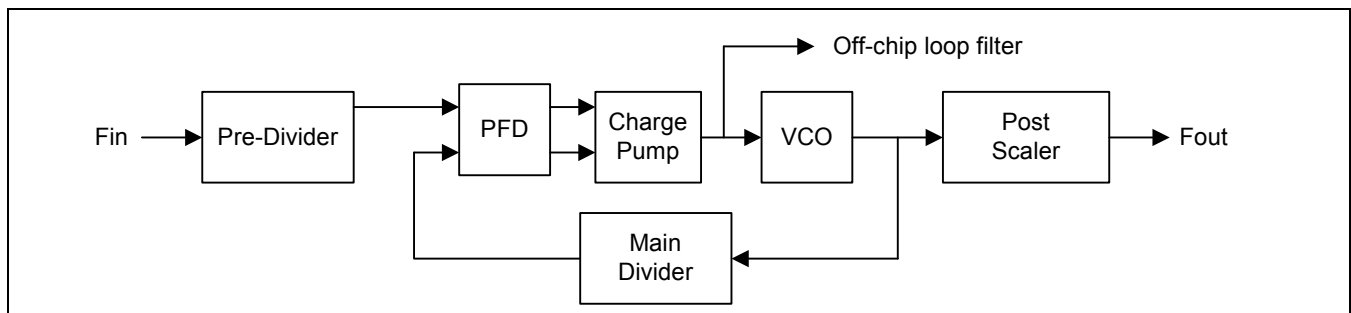 Off-chip loop filter
Fin
Pre-Divider
PFD
Charge
Pump
VCO
Post
Scaler
Fout
Main
Divider